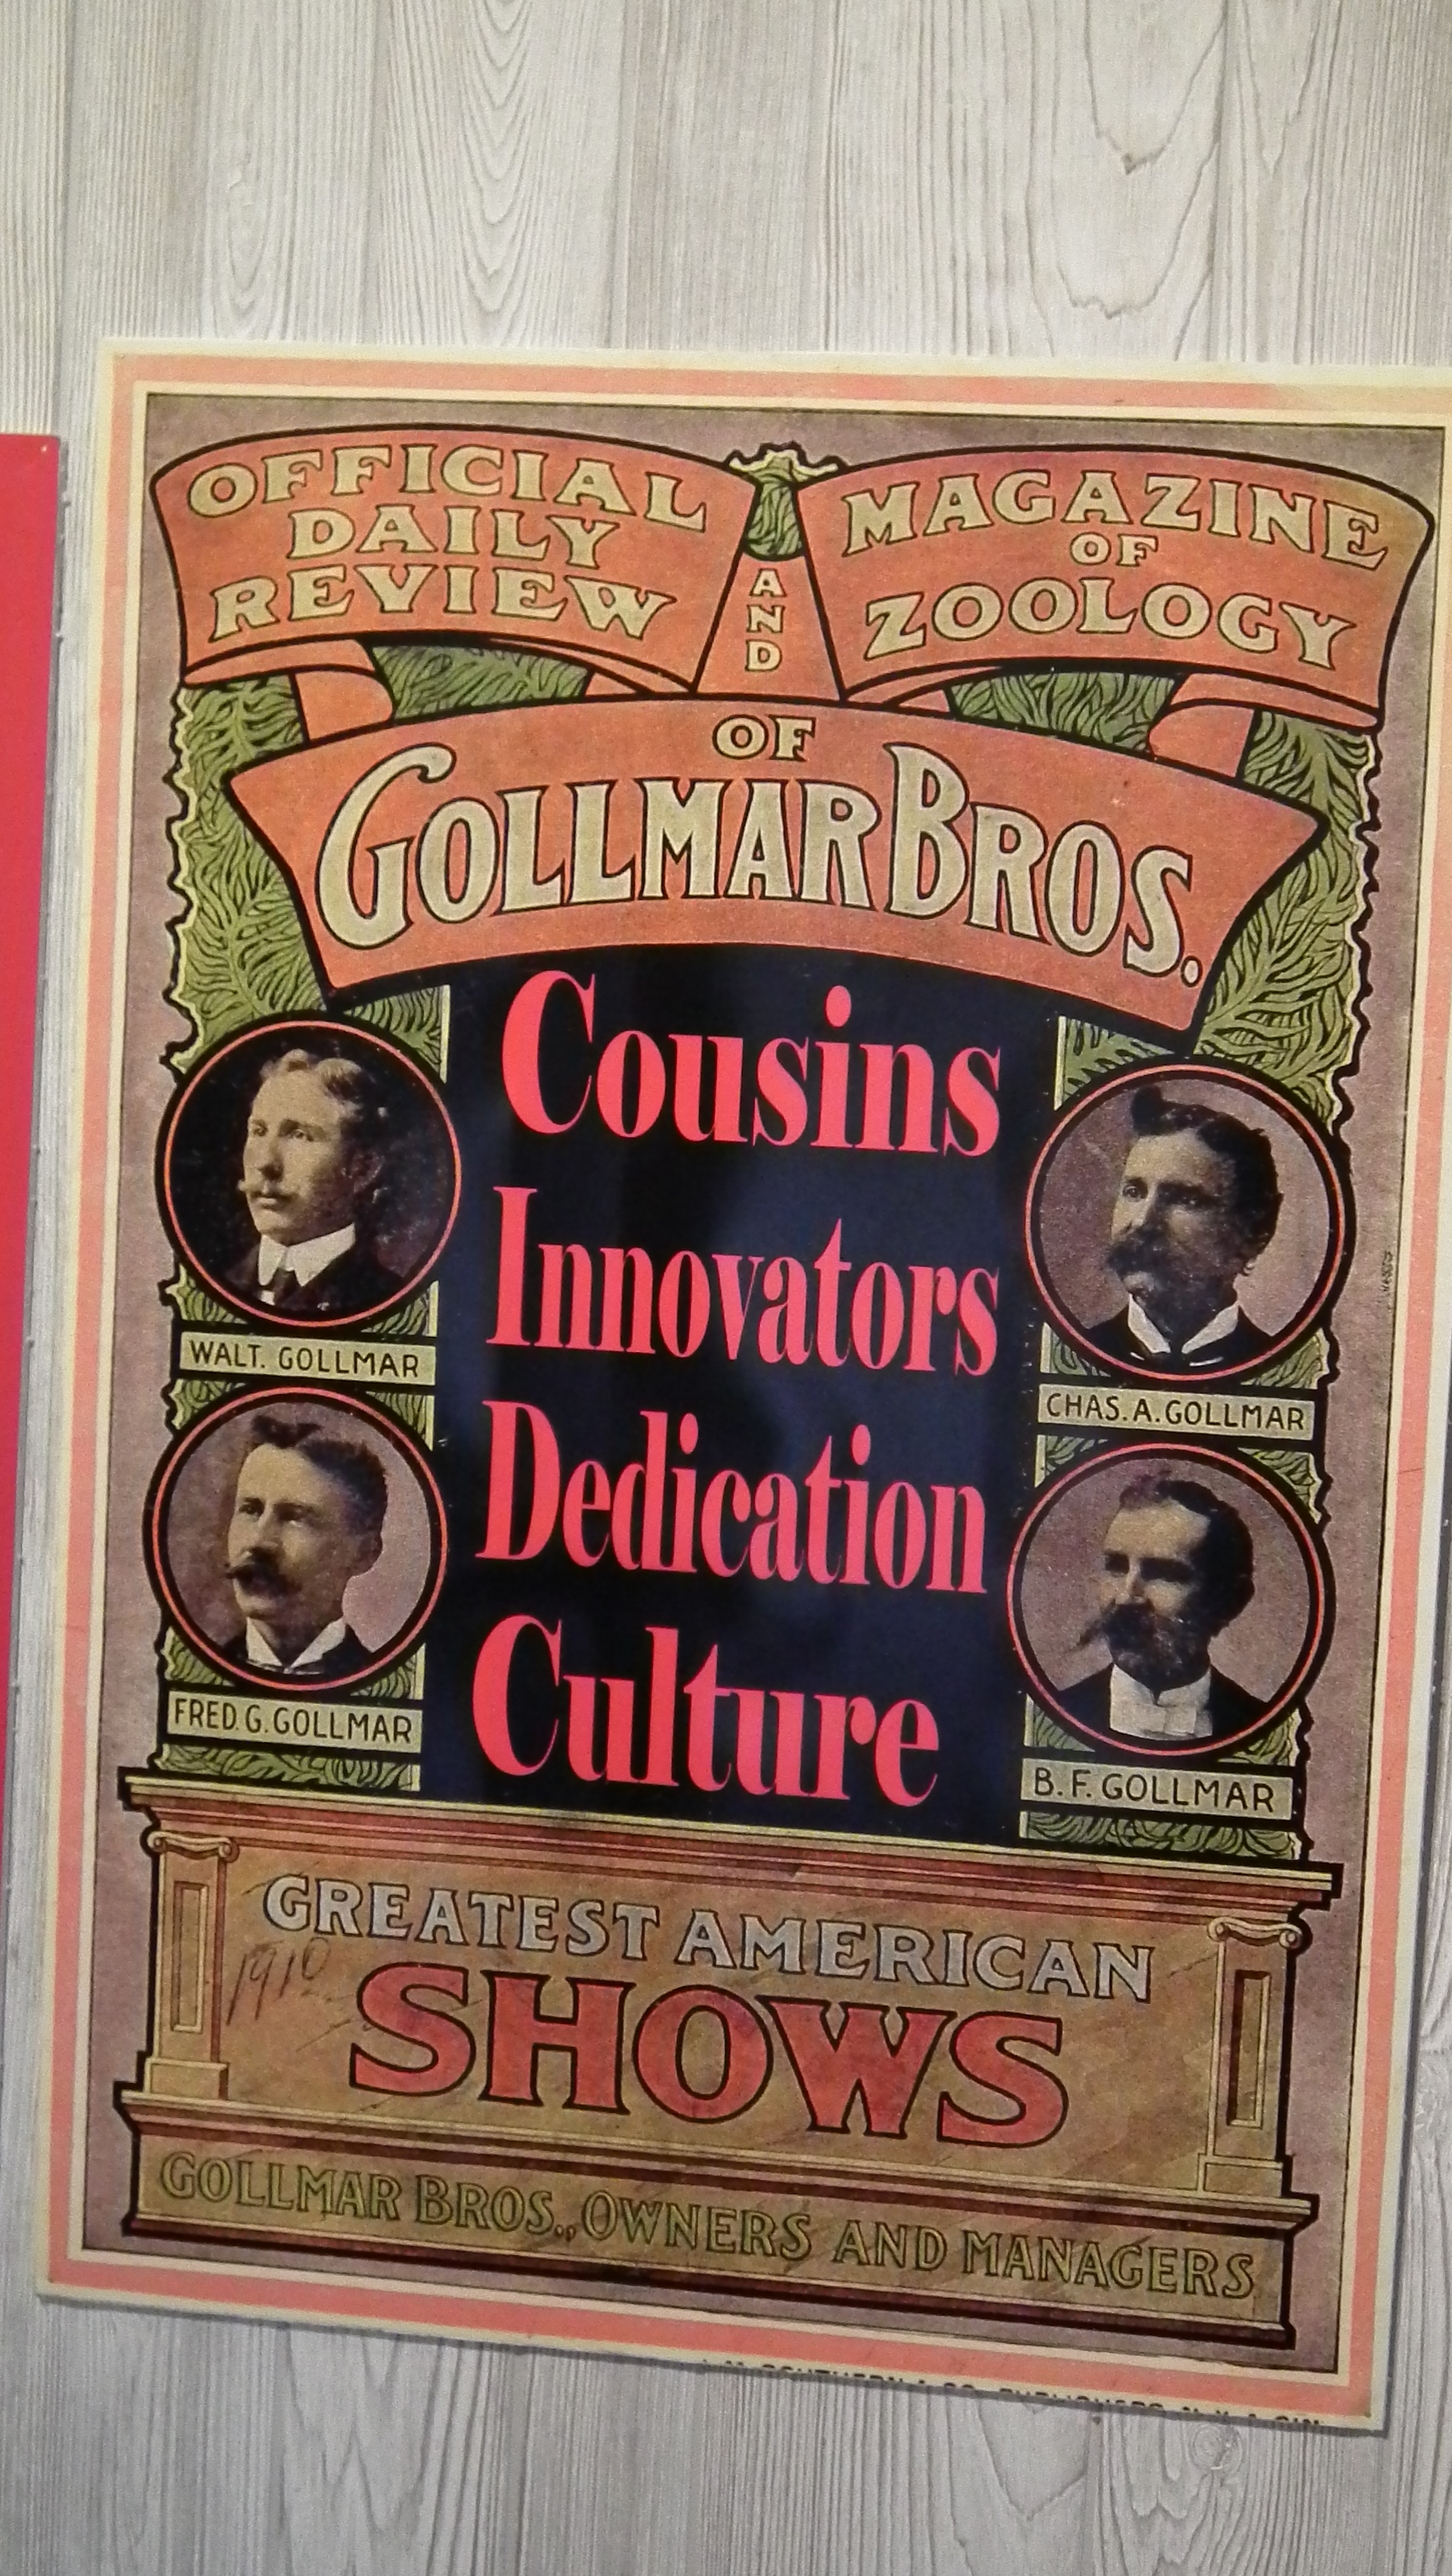 OFFICIAL
DAILY
REVIEW
AND
MAGAZINE
OF
ZOOLOGY
OF
GOLLMAR BROS.
Cousins
Innovators
Dedication
Culture
WALT. GOLLMAR
CHAS. A. GOLLMAR
FRED. G. GOLLMAR
B. F. GOLLMAR
GREATEST AMERICAN
1910
SHOWS
GOLLMAR BROS., OWNERS AND MANAGERS